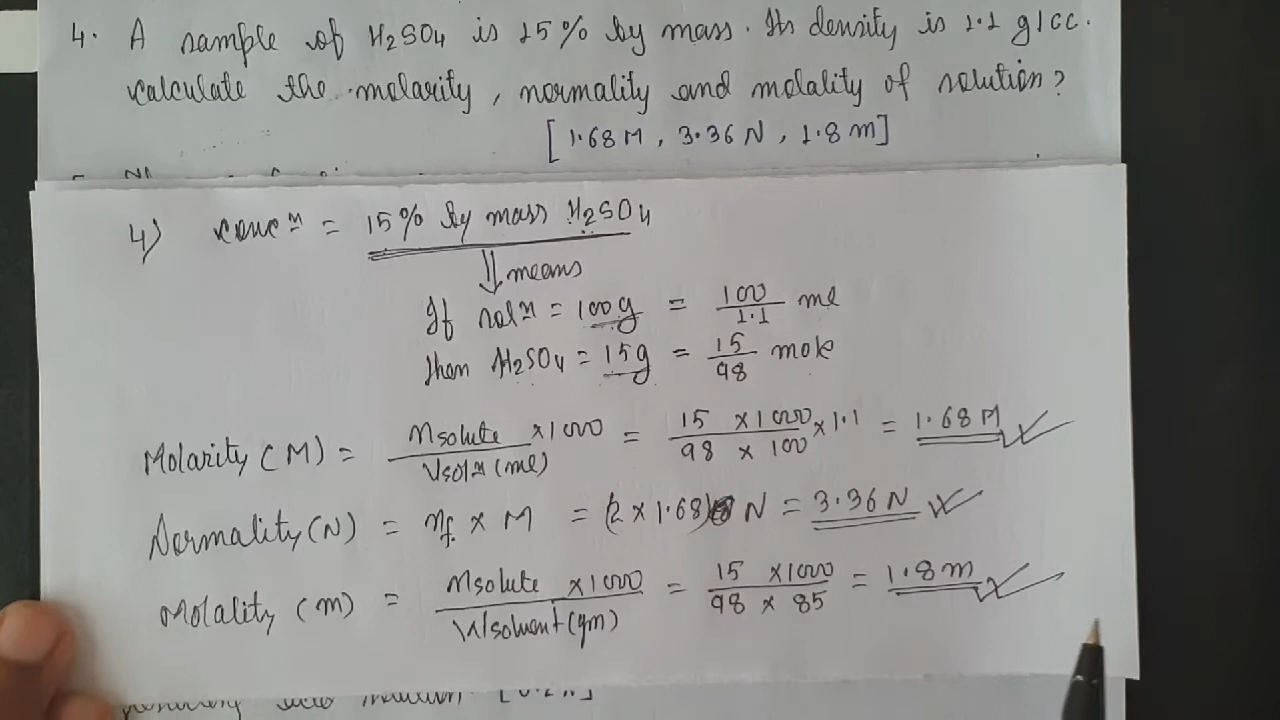 4. A sample of H2SO4 is 15% by mass. Its density is 1.1 g/cc.
calculate the molarity, normality and molality of solution?
[1.68 M, 3.36 N, 1.8 m]
4) concn = 15% by mass H2SO4
⇓ means
If soln = 100g = 100/1.1 ml
then H2SO4 = 15g = 15/98 mole
Molarity (M) = nsolute × 1000 / Vsoln (ml) = 15 × 1000 / 98 × 100 × 1.1 = 1.68 M
Normality (N) = nf × M = (2 × 1.68) N = 3.36 N
Molality (m) = nsolute × 1000 / Wsolvent (gm) = 15 × 1000 / 98 × 85 = 1.8 m